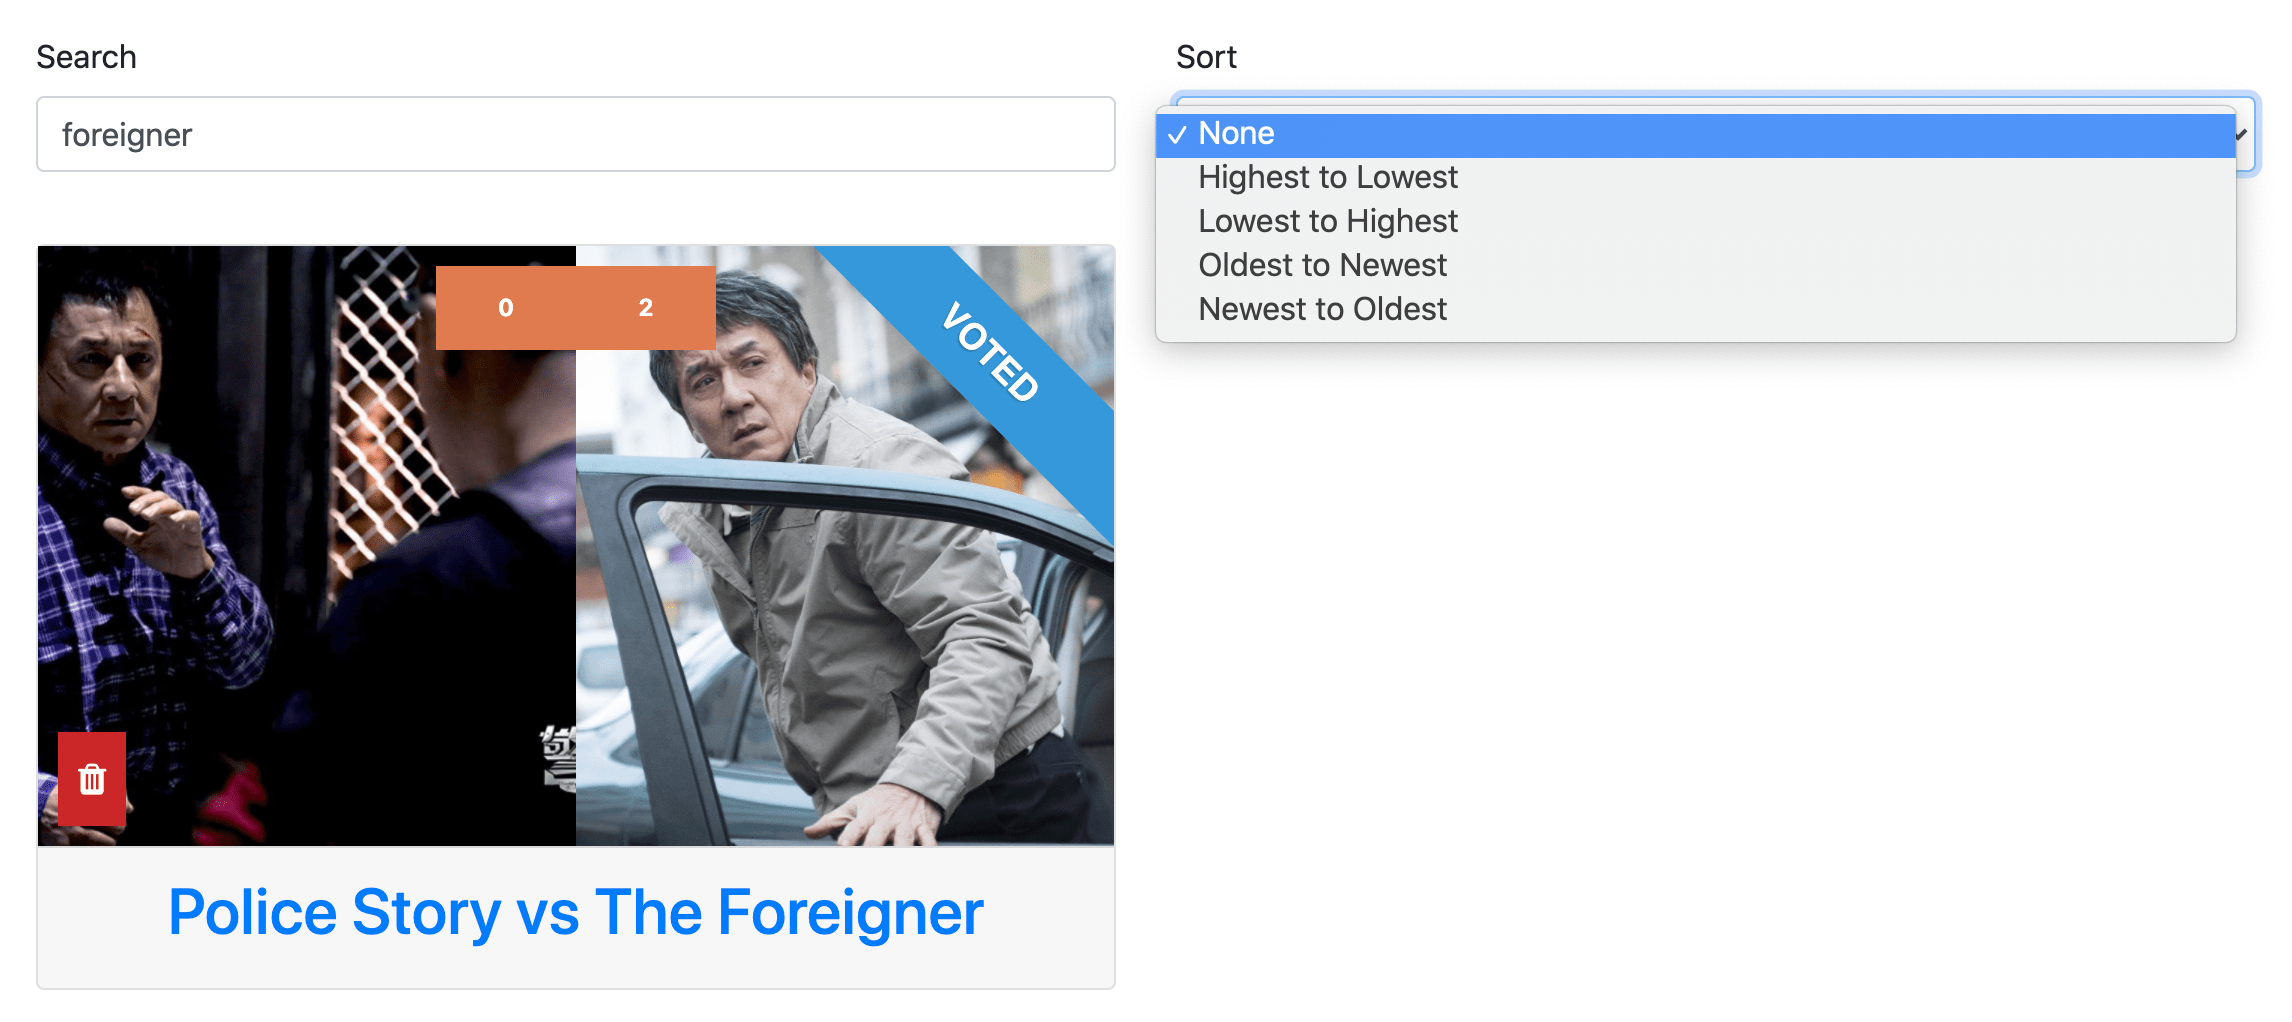 Search
Sort
foreigner
None
Highest to Lowest
Lowest to Highest
Oldest to Newest
Newest to Oldest
0 2
VOTED
Police Story vs The Foreigner